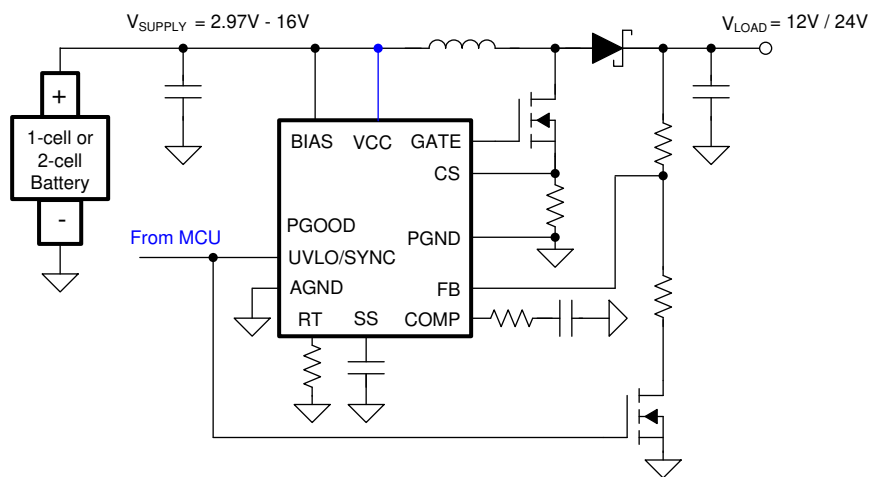 VSUPPLY = 2.97V - 16V
VLOAD = 12V / 24V
+
1-cell or
2-cell
Battery
-
BIAS VCC GATE
CS
PGOOD
PGND
From MCU
UVLO/SYNC
AGND
FB
RT SS COMP